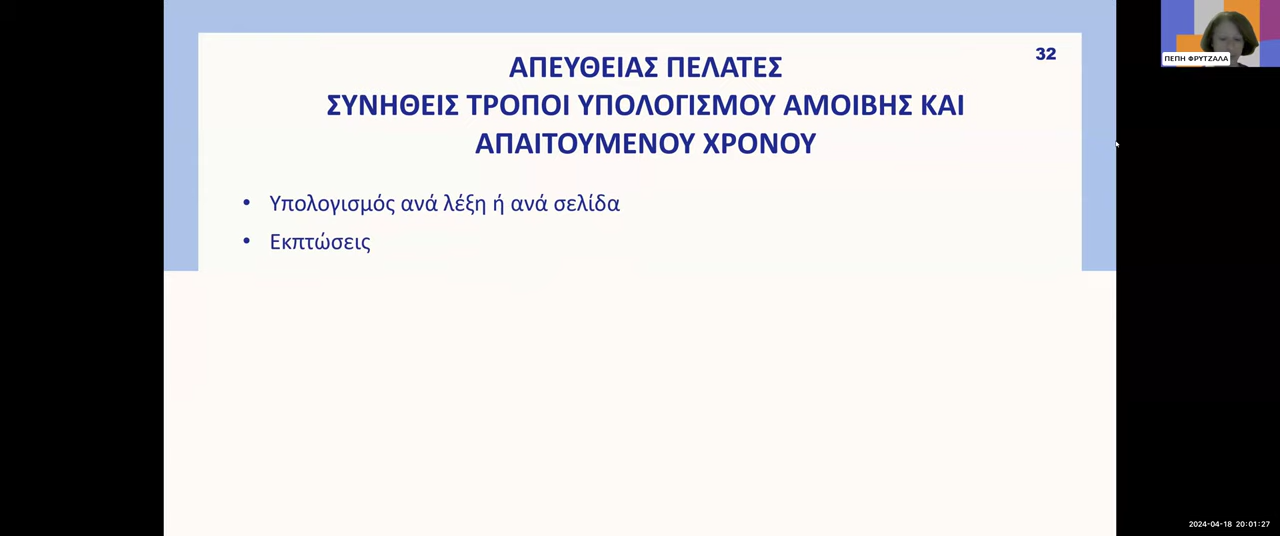 32
ΑΠΕΥΘΕΙΑΣ ΠΕΛΑΤΕΣ
ΣΥΝΗΘΕΙΣ ΤΡΟΠΟΙ ΥΠΟΛΟΓΙΣΜΟΥ ΑΜΟΙΒΗΣ ΚΑΙ
ΑΠΑΙΤΟΥΜΕΝΟΥ ΧΡΟΝΟΥ
• Υπολογισμός ανά λέξη ή ανά σελίδα
• Εκπτώσεις
ΠΕΠΗ ΦΡΥΤΖΑΛΑ
2024-04-18 20:01:27